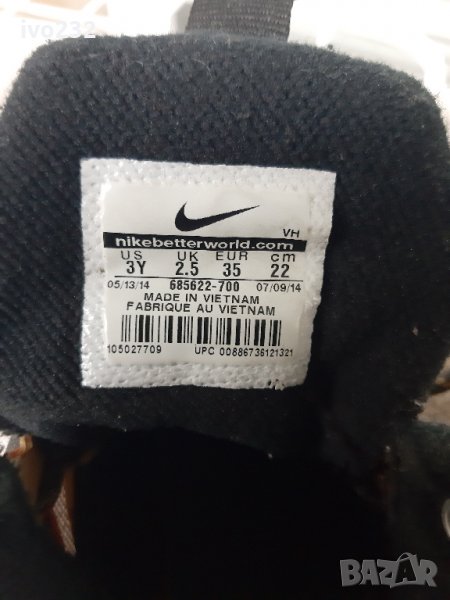 ivo232
VH
nikebetterworld.com
US UK EUR cm
3Y 2.5 35 22
05/13/14 685622-700 07/09/14
MADE IN VIETNAM
FABRIQUE AU VIETNAM
105027709 UPC 00886736121321
BAZAR